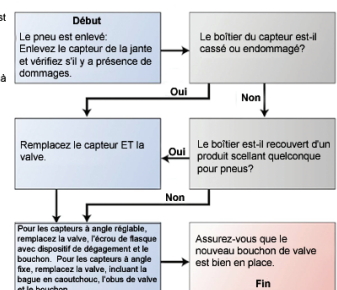 st
à
Début
Le pneu est enlevé:
Enlevez le capteur de la jante
et vérifiez s'il y a présence de
dommages.
Le boîtier du capteur est-il
cassé ou endommagé?
Oui
Non
Remplacez le capteur ET la
valve.
Oui
Le boîtier est-il recouvert d'un
produit scellant quelconque
pour pneus?
Non
Pour les capteurs à angle réglable,
remplacez la valve, l'écrou de flasque
avec dispositif de dégagement et le
bouchon. Pour les capteurs à angle
fixe, remplacez la valve, incluant la
bague en caoutchouc, l'obus de valve
et le bouchon.
Assurez-vous que le
nouveau bouchon de valve
est bien en place.
Fin